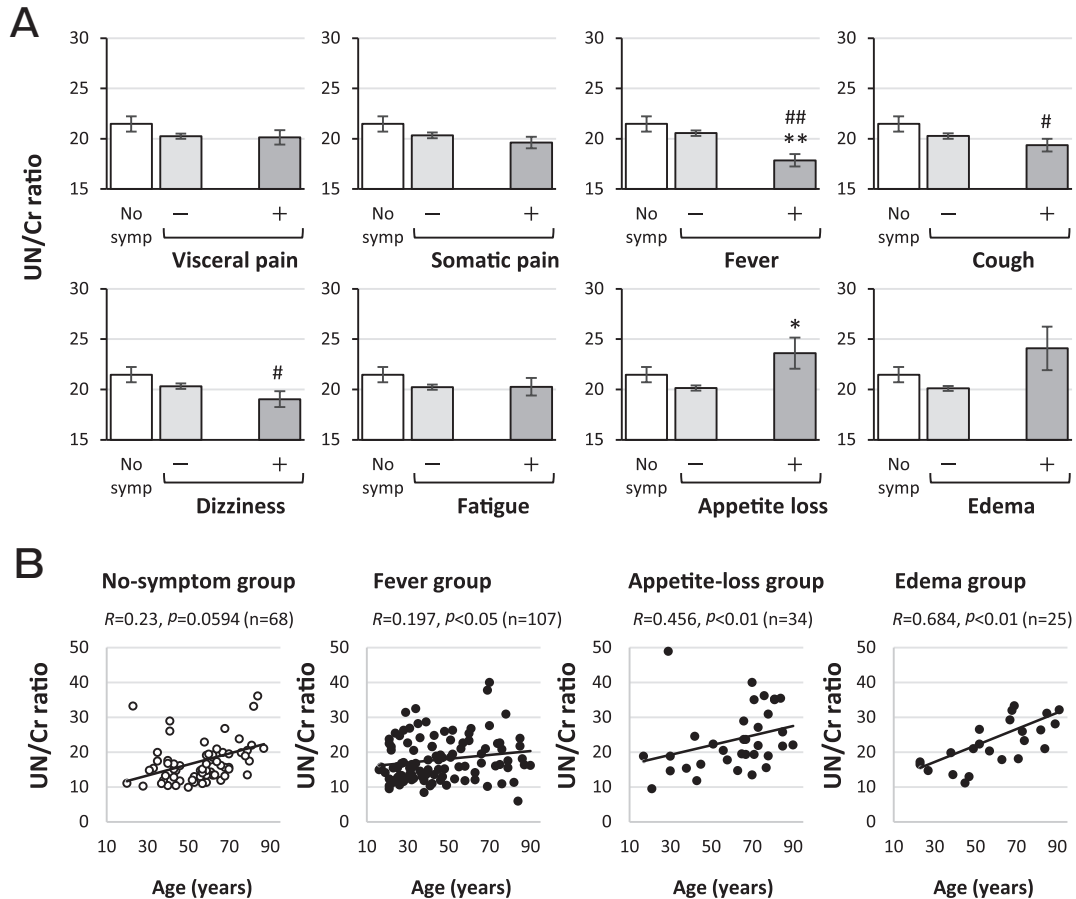 A
UN/Cr ratio
30 30 30 30
25 25 25 25
## #
20 20 ** 20 20
15 15 15 15
No − + No − + No − + No − +
symp symp symp symp
Visceral pain Somatic pain Fever Cough
30 30 30 30
25 25 25 25
# *
20 20 20 20
15 15 15 15
No − + No − + No − + No − +
symp symp symp symp
Dizziness Fatigue Appetite loss Edema
B
No-symptom group Fever group Appetite-loss group Edema group
R=0.23, p=0.0594 (n=68) R=0.197, p<0.05 (n=107) R=0.456, p<0.01 (n=34) R=0.684, p<0.01 (n=25)
UN/Cr ratio UN/Cr ratio UN/Cr ratio UN/Cr ratio
50 50 50 50
40 40 40 40
30 30 30 30
20 20 20 20
10 10 10 10
0 0 0 0
10 30 50 70 90 10 30 50 70 90 10 30 50 70 90 10 30 50 70 90
Age (years) Age (years) Age (years) Age (years)